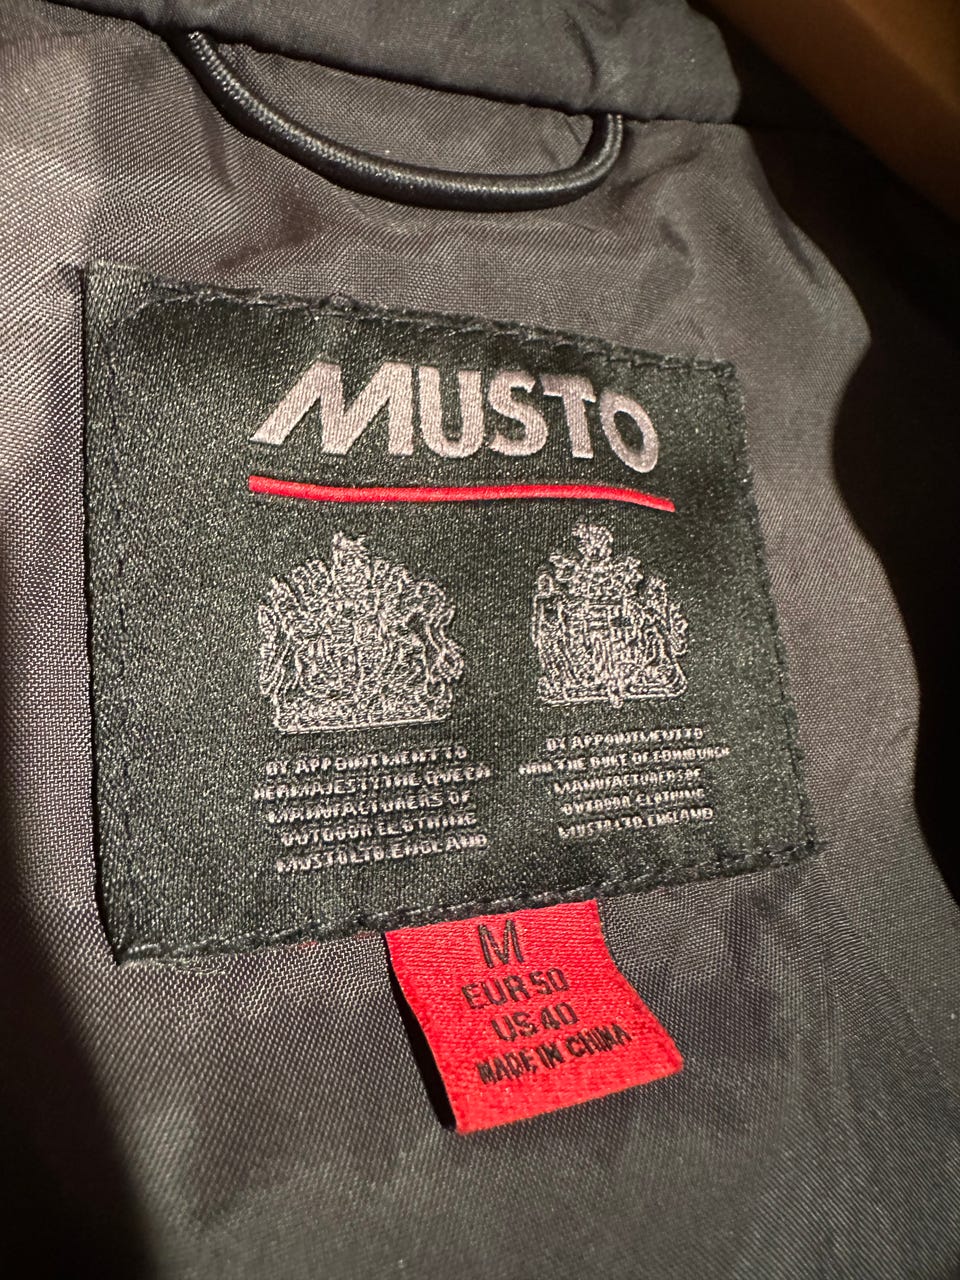 MUSTO
BY APPOINTMENT TO
HER MAJESTY THE QUEEN
MANUFACTURERS OF
OUTDOOR CLOTHING
MUSTO LTD. ENGLAND
BY APPOINTMENT TO
HRH THE DUKE OF EDINBURGH
MANUFACTURERS OF
OUTDOOR CLOTHING
MUSTO LTD. ENGLAND
M
EUR 50
US 40
MADE IN CHINA